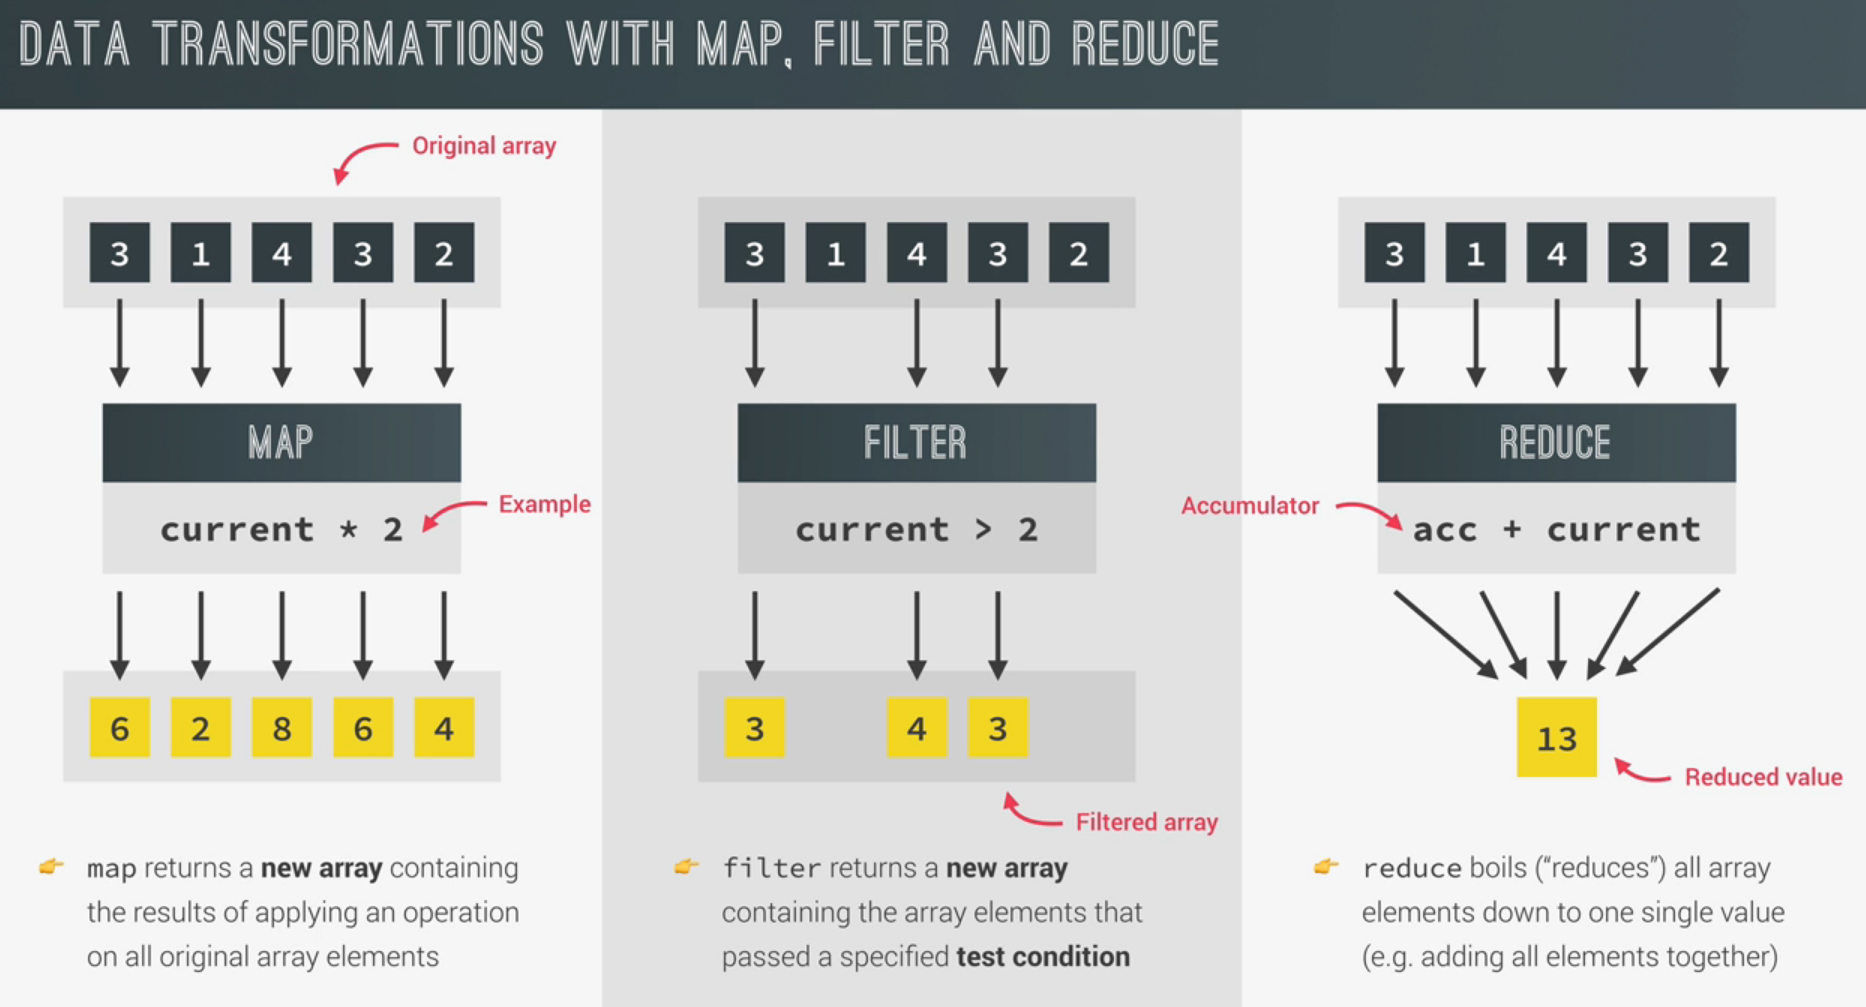 DATA TRANSFORMATIONS WITH MAP, FILTER AND REDUCE
Original array
3 1 4 3 2
MAP
current * 2
Example
6 2 8 6 4
map returns a new array containing
the results of applying an operation
on all original array elements
3 1 4 3 2
FILTER
current > 2
3 4 3
Filtered array
filter returns a new array
containing the array elements that
passed a specified test condition
3 1 4 3 2
REDUCE
Accumulator
acc + current
13
Reduced value
reduce boils (“reduces”) all array
elements down to one single value
(e.g. adding all elements together)